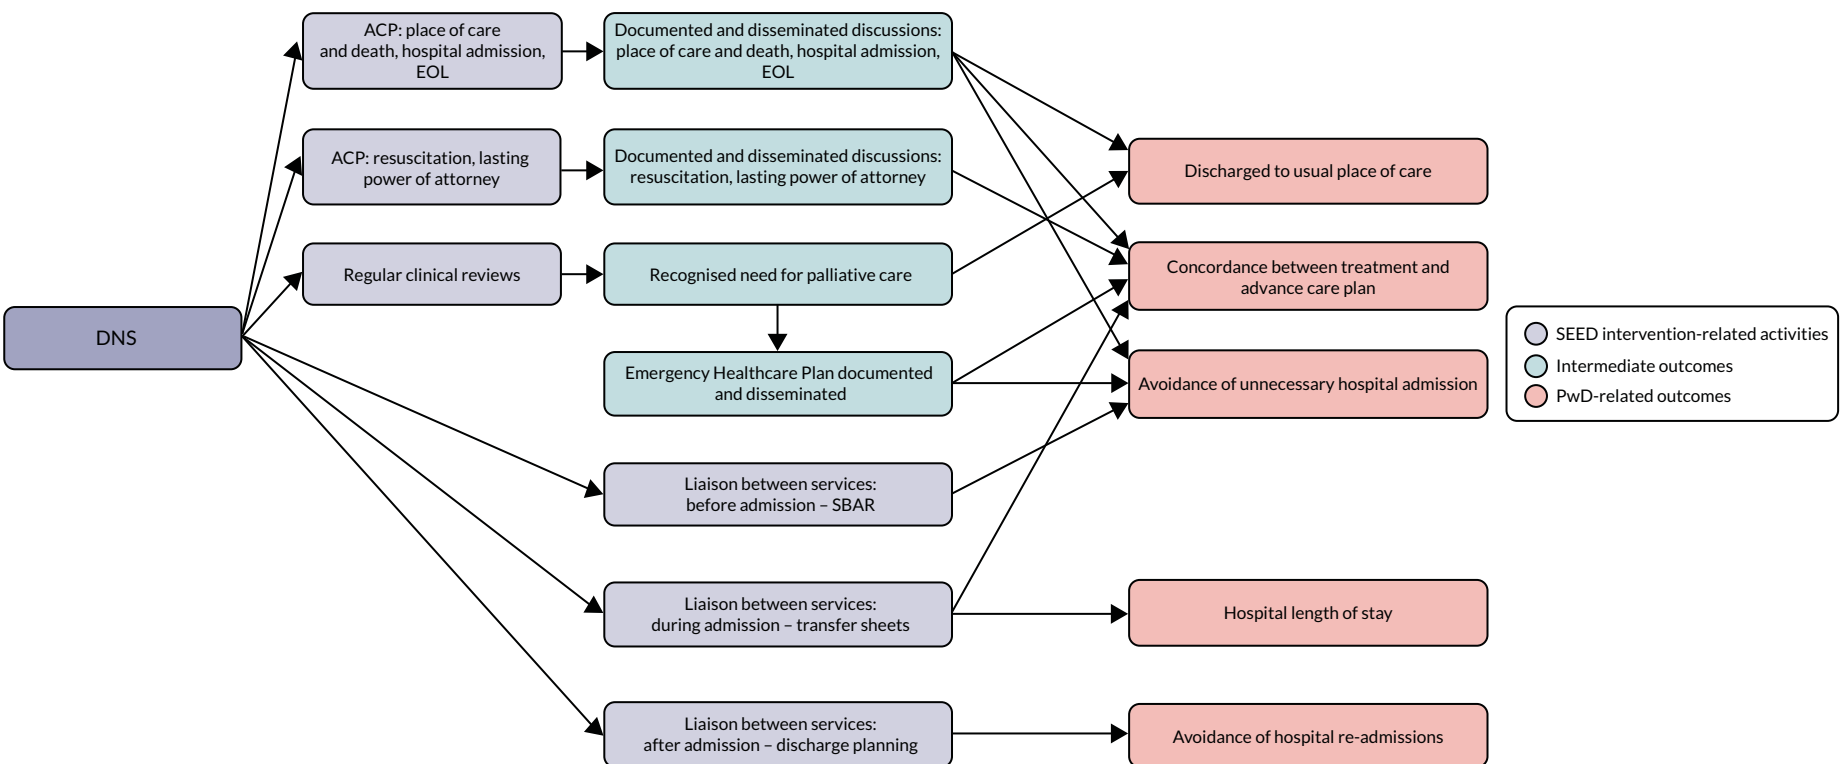 DNS
ACP: place of care
and death, hospital admission,
EOL
ACP: resuscitation, lasting
power of attorney
Regular clinical reviews
Documented and disseminated discussions:
place of care and death, hospital admission,
EOL
Documented and disseminated discussions:
resuscitation, lasting power of attorney
Recognised need for palliative care
Emergency Healthcare Plan documented
and disseminated
Liaison between services:
before admission – SBAR
Liaison between services:
during admission – transfer sheets
Liaison between services:
after admission – discharge planning
Discharged to usual place of care
Concordance between treatment and
advance care plan
Avoidance of unnecessary hospital admission
Hospital length of stay
Avoidance of hospital re-admissions
SEED intervention-related activities
Intermediate outcomes
PwD-related outcomes